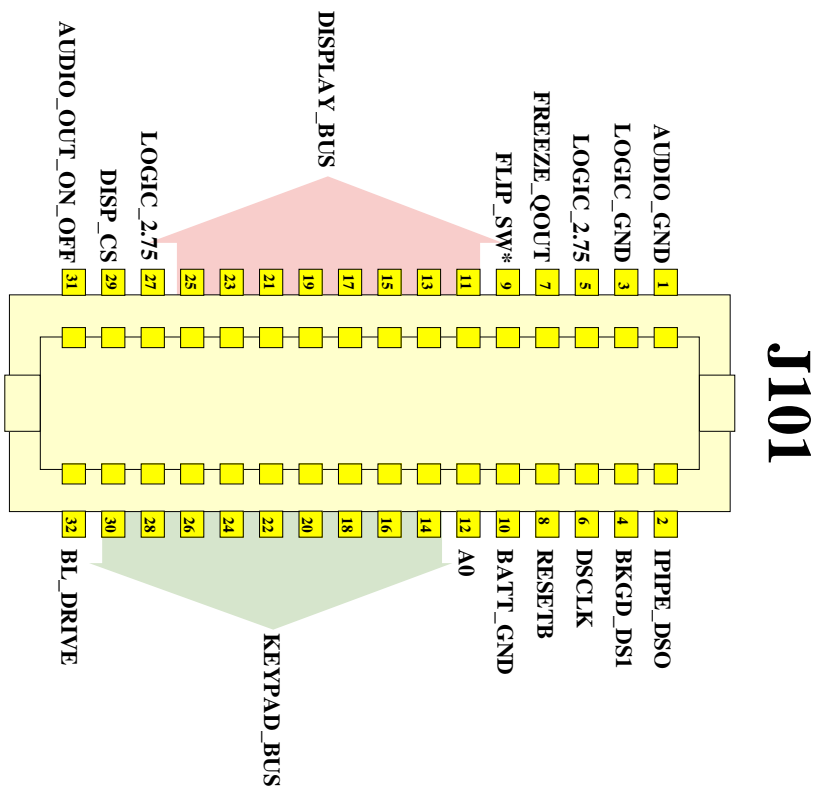 J101
AUDIO_GND
LOGIC_GND
LOGIC_2.75
FREEZE_QOUT
FLIP_SW*
DISPLAY_BUS
LOGIC_2.75
DISP_CS
AUDIO_OUT_ON_OFF
1
3
5
7
9
11
13
15
17
19
21
23
25
27
29
31
2
4
6
8
10
12
14
16
18
20
22
24
26
28
30
32
IPIPE_DSO
BKGD_DS1
DSCLK
RESETB
BATT_GND
A0
KEYPAD_BUS
BL_DRIVE